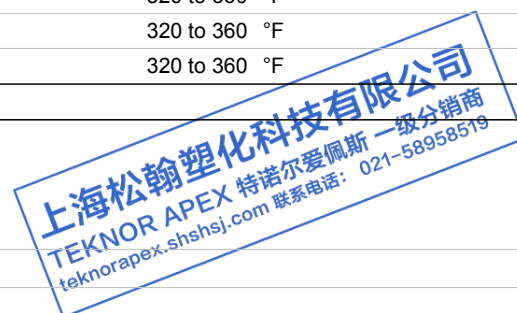 320 to 360 °F
320 to 360 °F
上海松翰塑化科技有限公司
TEKNOR APEX 特诺尔爱佩斯 一级分销商
teknorapex.shshsj.com 联系电话： 021-58958519